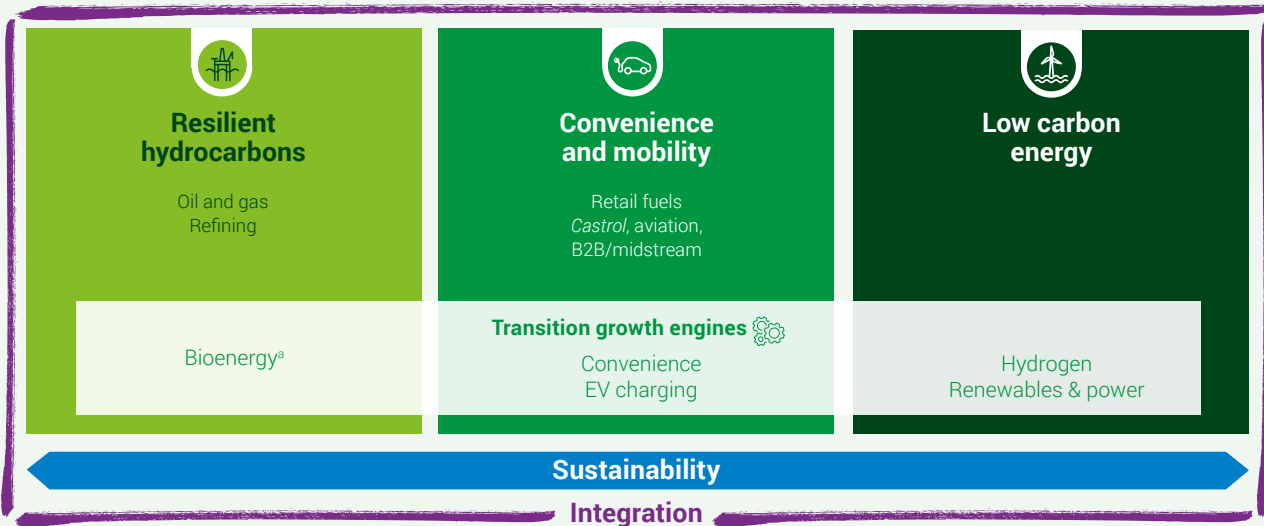 Resilient
hydrocarbons
Oil and gas
Refining
Convenience
and mobility
Retail fuels
Castrol, aviation,
B2B/midstream
Low carbon
energy
Transition growth engines
Bioenergyᵃ
Convenience
EV charging
Hydrogen
Renewables & power
Sustainability
Integration